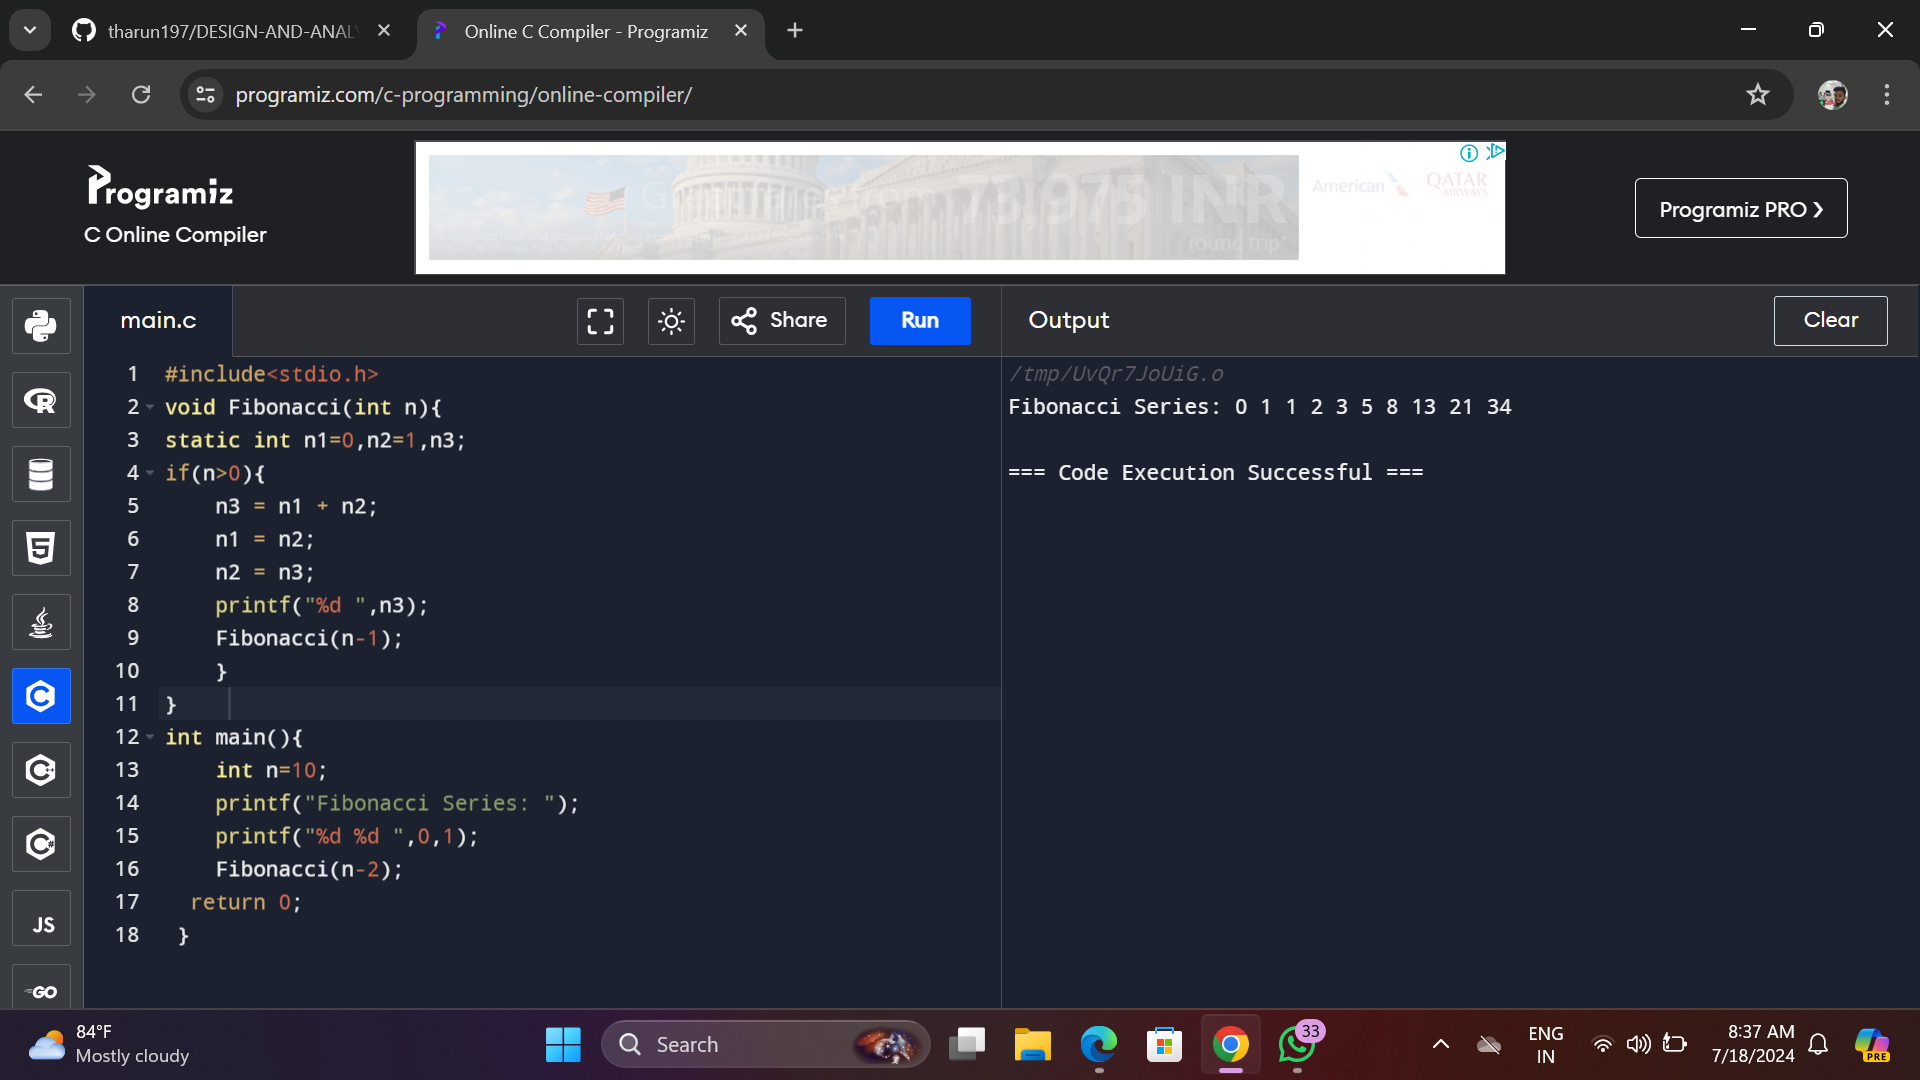 tharun197/DESIGN-AND-ANAL
Online C Compiler - Programiz
programiz.com/c-programming/online-compiler/
Programiz
C Online Compiler
Great fares from 73,975 INR
round trip*
American
QATAR
AIRWAYS
Programiz PRO ❯
main.c
Share
Run
Output
Clear
1 #include<stdio.h>
2 void Fibonacci(int n){
3 static int n1=0,n2=1,n3;
4 if(n>0){
5     n3 = n1 + n2;
6     n1 = n2;
7     n2 = n3;
8     printf("%d ",n3);
9     Fibonacci(n-1);
10     }
11 }
12 int main(){
13     int n=10;
14     printf("Fibonacci Series: ");
15     printf("%d %d ",0,1);
16     Fibonacci(n-2);
17   return 0;
18  }
/tmp/UvQr7JoUiG.o
Fibonacci Series: 0 1 1 2 3 5 8 13 21 34
=== Code Execution Successful ===
R
5
C
C
C#
JS
GO
84°F
Mostly cloudy
Search
33
ENG
IN
8:37 AM
7/18/2024
PRE